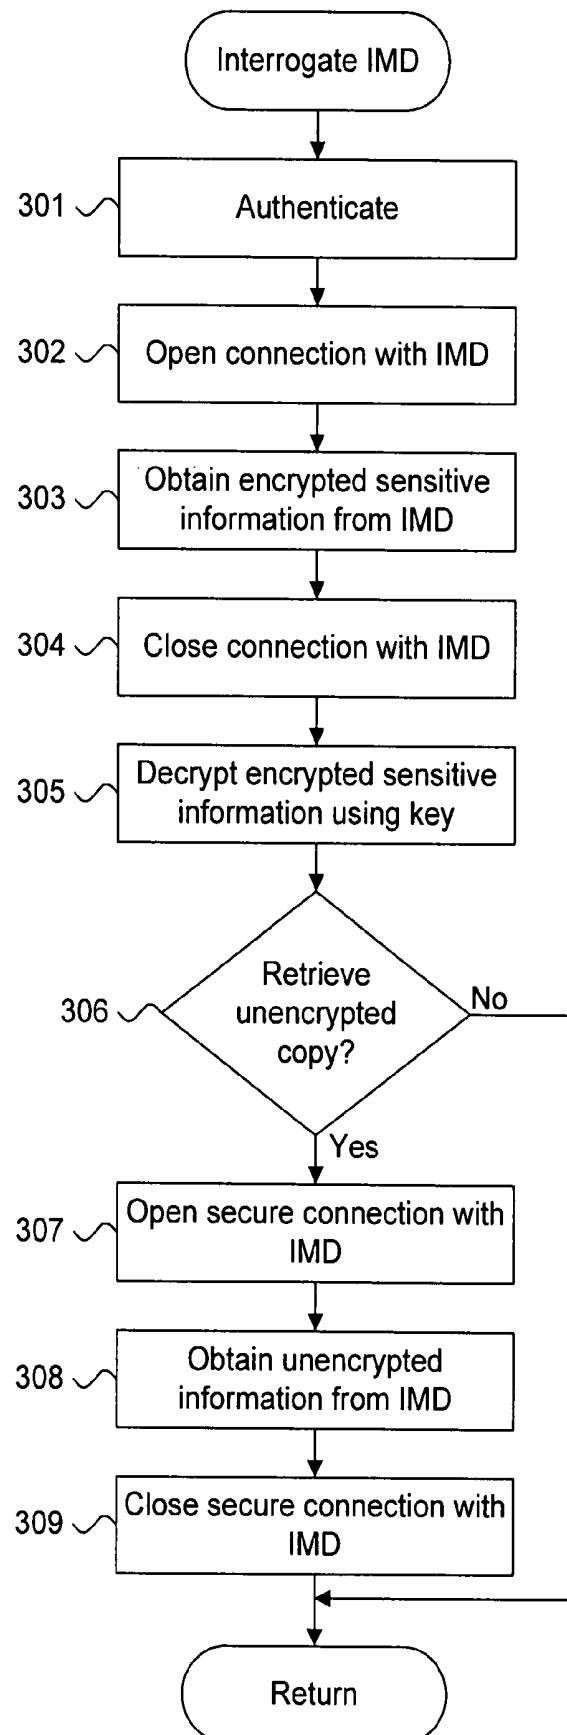 Interrogate IMD
301
Authenticate
302
Open connection with IMD
303
Obtain encrypted sensitive
information from IMD
304
Close connection with IMD
305
Decrypt encrypted sensitive
information using key
306
Retrieve
unencrypted
copy?
No
Yes
307
Open secure connection with
IMD
308
Obtain unencrypted
information from IMD
309
Close secure connection with
IMD
Return